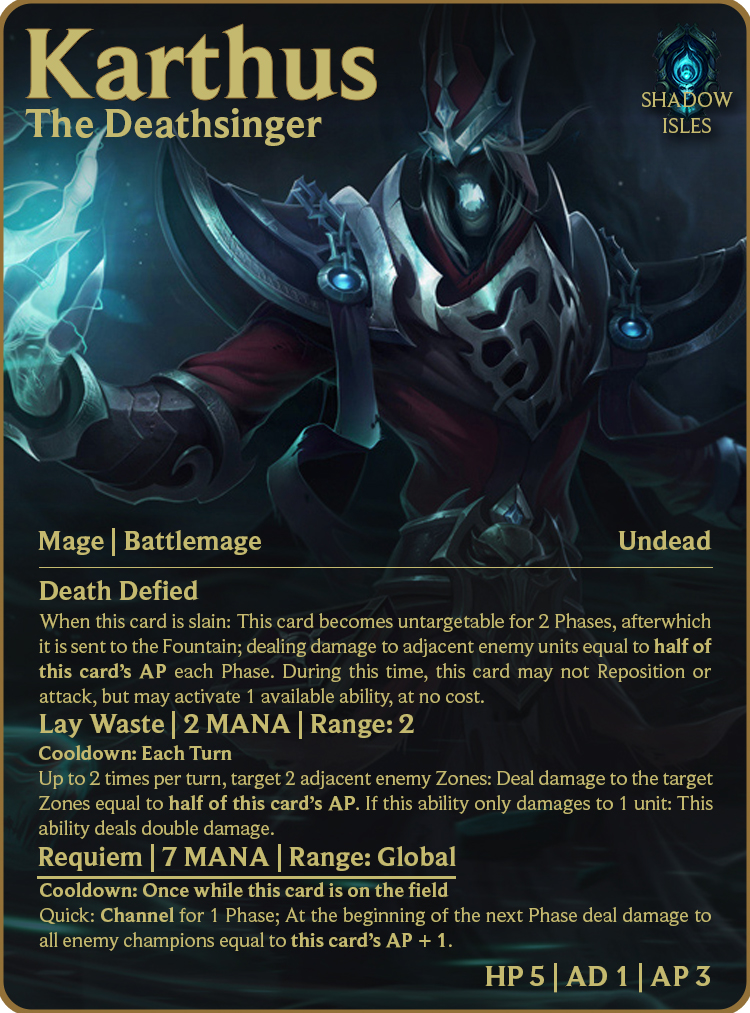 Karthus
The Deathsinger
SHADOW
ISLES
Mage | Battlemage
Undead
Death Defied
When this card is slain: This card becomes untargetable for 2 Phases, afterwhich
it is sent to the Fountain; dealing damage to adjacent enemy units equal to half of
this card's AP each Phase. During this time, this card may not Reposition or
attack, but may activate 1 available ability, at no cost.
Lay Waste | 2 MANA | Range: 2
Cooldown: Each Turn
Up to 2 times per turn, target 2 adjacent enemy Zones: Deal damage to the target
Zones equal to half of this card's AP. If this ability only damages to 1 unit: This
ability deals double damage.
Requiem | 7 MANA | Range: Global
Cooldown: Once while this card is on the field
Quick: Channel for 1 Phase; At the beginning of the next Phase deal damage to
all enemy champions equal to this card's AP + 1.
HP 5 | AD 1 | AP 3